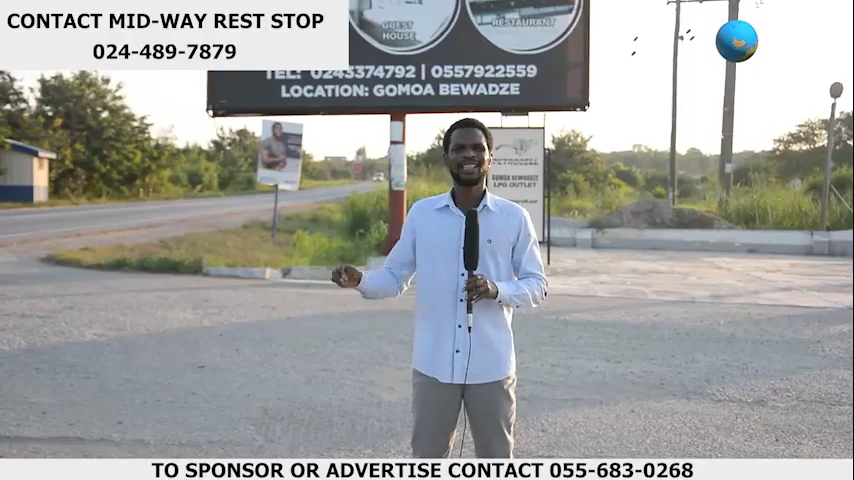 CONTACT MID-WAY REST STOP
024-489-7879
GUEST
HOUSE
RESTAURANT
TEL: 0243374792 | 0557922559
LOCATION: GOMOA BEWADZE
PETROCELL
GOMOA BEWADZE
LPG OUTLET
TO SPONSOR OR ADVERTISE CONTACT 055-683-0268